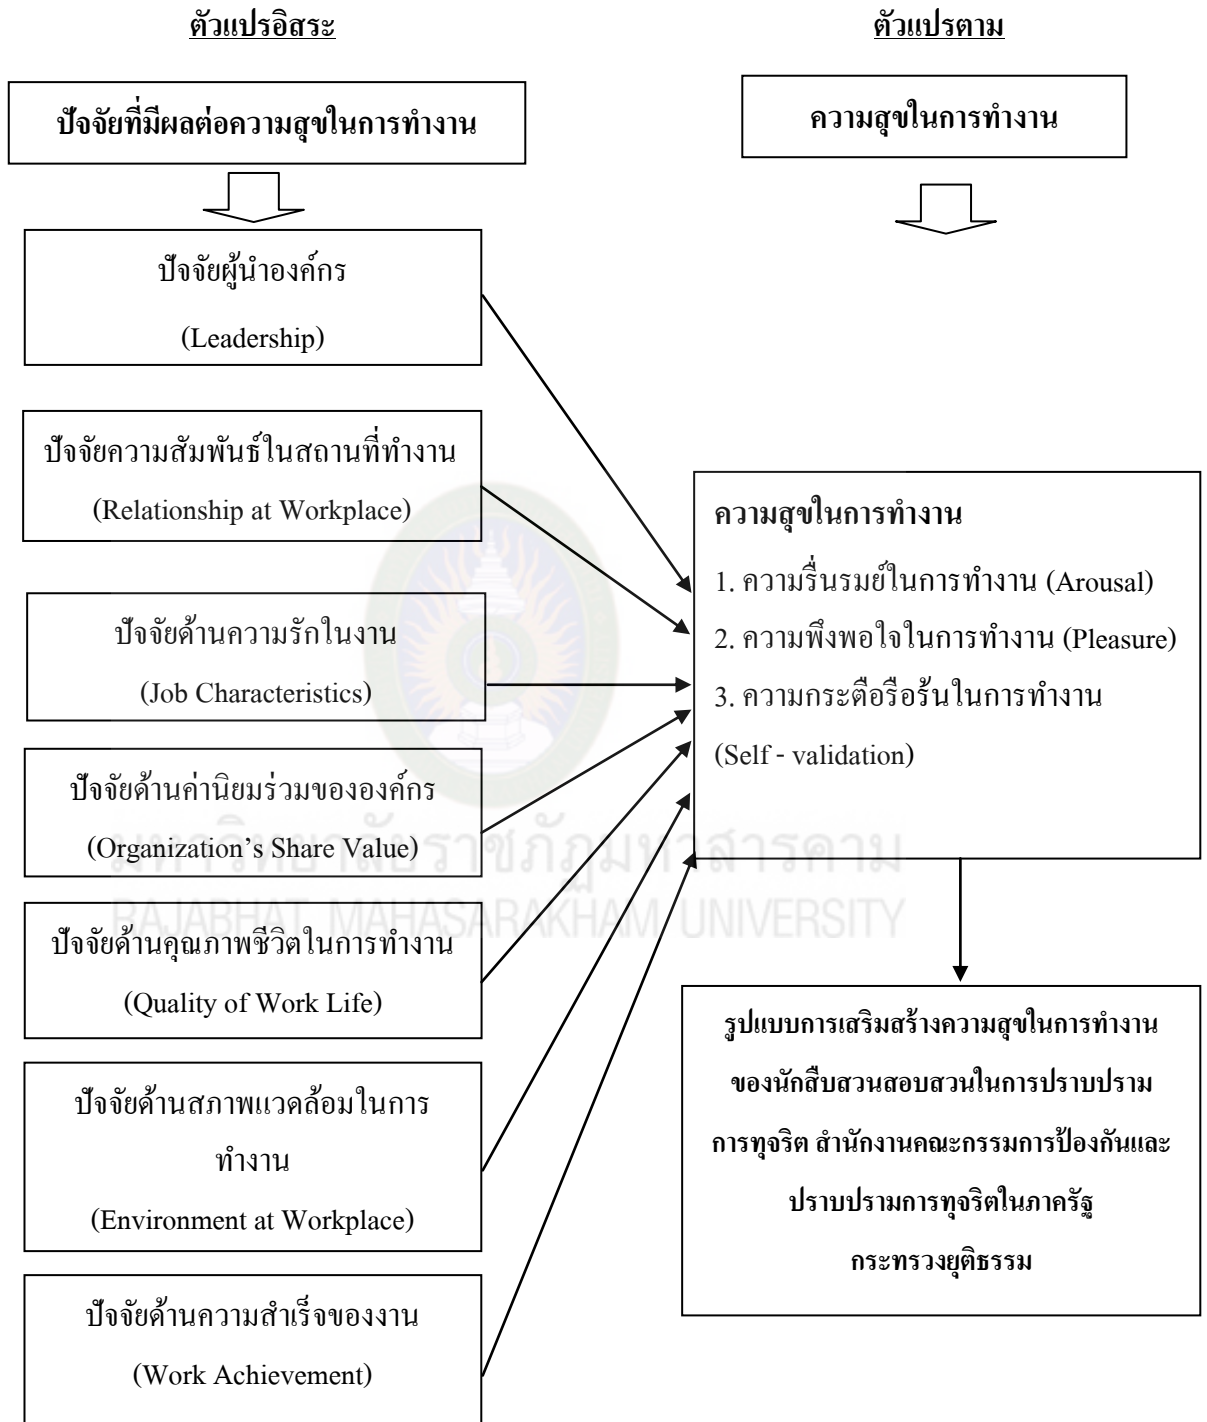 ตัวแปรอิสระ
ปัจจัยที่มีผลต่อความสุขในการทำงาน
ปัจจัยผู้นำองค์กร
(Leadership)
ปัจจัยความสัมพันธ์ในสถานที่ทำงาน
(Relationship at Workplace)
ปัจจัยด้านความรักในงาน
(Job Characteristics)
ปัจจัยด้านค่านิยมร่วมขององค์กร
(Organization’s Share Value)
ปัจจัยด้านคุณภาพชีวิตในการทำงาน
(Quality of Work Life)
ปัจจัยด้านสภาพแวดล้อมในการ
ทำงาน
(Environment at Workplace)
ปัจจัยด้านความสำเร็จของงาน
(Work Achievement)
ตัวแปรตาม
ความสุขในการทำงาน
ความสุขในการทำงาน
1. ความรื่นรมย์ในการทำงาน (Arousal)
2. ความพึงพอใจในการทำงาน (Pleasure)
3. ความกระตือรือร้นในการทำงาน
(Self - validation)
รูปแบบการเสริมสร้างความสุขในการทำงาน
ของนักสืบสวนสอบสวนในการปราบปราม
การทุจริต สำนักงานคณะกรรมการป้องกันและ
ปราบปรามการทุจริตในภาครัฐ
กระทรวงยุติธรรม
มหาวิทยาลัยราชภัฏมหาสารคาม
RAJABHAT MAHASARAKHAM UNIVERSITY